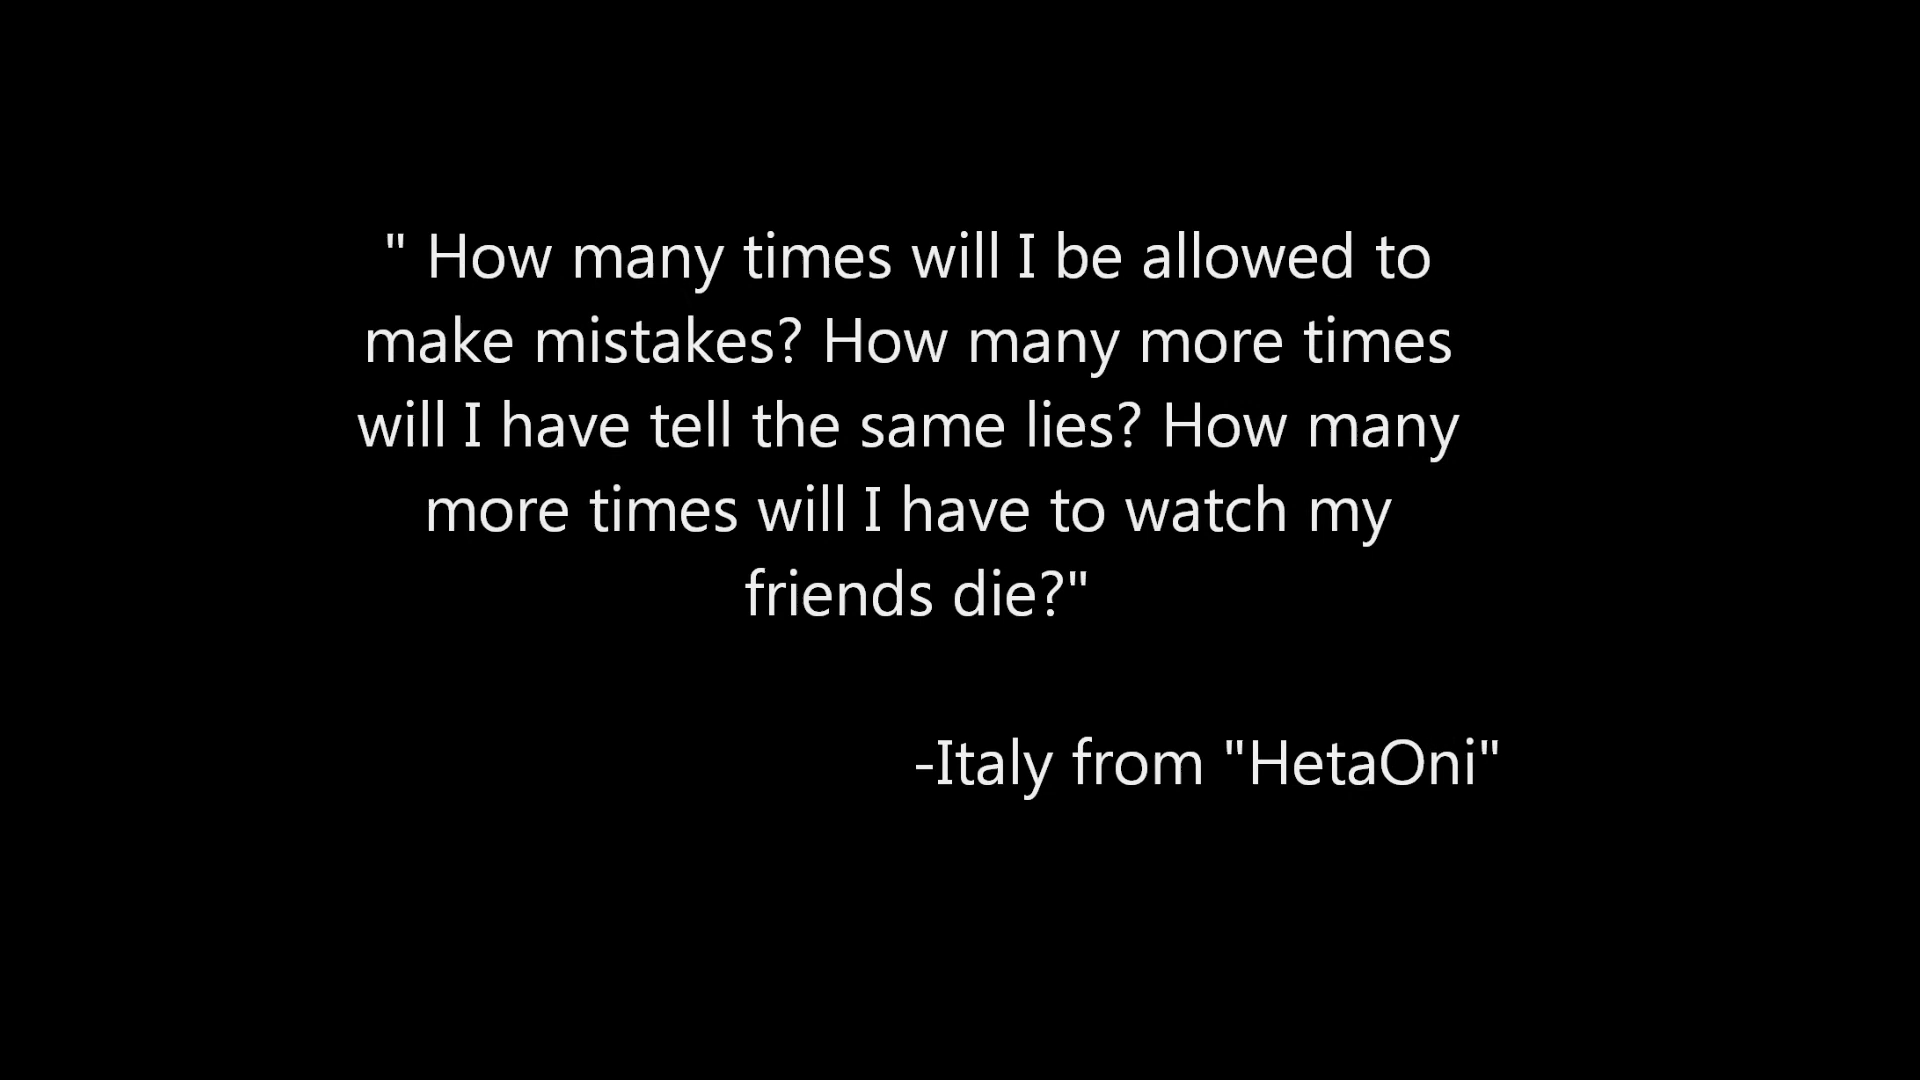 " How many times will I be allowed to
make mistakes? How many more times
will I have tell the same lies? How many
more times will I have to watch my
friends die?"
-Italy from "HetaOni"